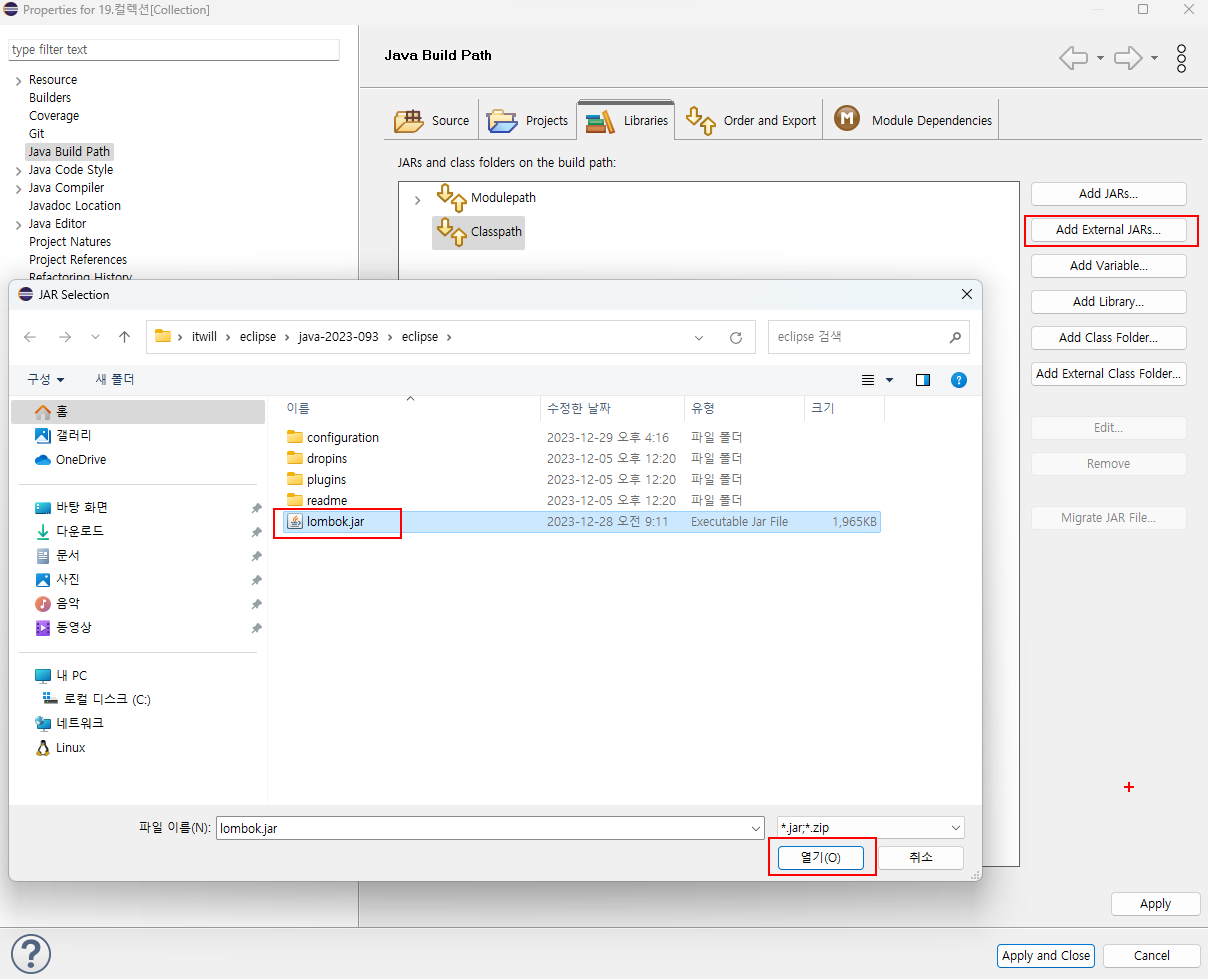 Properties for 19.컬렉션[Collection]
type filter text
Resource
Builders
Coverage
Git
Java Build Path
Java Code Style
Java Compiler
Javadoc Location
Java Editor
Project Natures
Project References
Refactoring History
Java Build Path
Source
Projects
Libraries
Order and Export
M
Module Dependencies
JARs and class folders on the build path:
Modulepath
Classpath
Add JARs...
Add External JARs...
Add Variable...
Add Library...
Add Class Folder...
Add External Class Folder...
Edit...
Remove
Migrate JAR File...
JAR Selection
itwill > eclipse > java-2023-093 > eclipse >
eclipse 검색
구성
새 폴더
?
홈
갤러리
OneDrive
바탕 화면
다운로드
문서
사진
음악
동영상
내 PC
로컬 디스크 (C:)
네트워크
Linux
이름 수정한 날짜 유형 크기
configuration 2023-12-29 오후 4:16 파일 폴더
dropins 2023-12-05 오후 12:20 파일 폴더
plugins 2023-12-05 오후 12:20 파일 폴더
readme 2023-12-05 오후 12:20 파일 폴더
lombok.jar 2023-12-28 오전 9:11 Executable Jar File 1,965KB
파일 이름(N): lombok.jar
*.jar;*.zip
열기(O)
취소
Apply
?
Apply and Close
Cancel